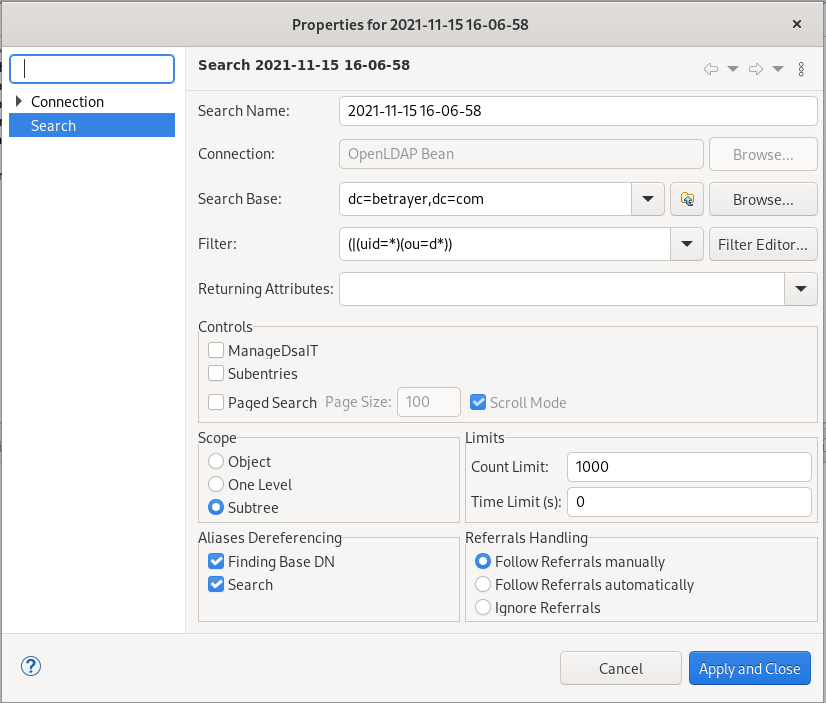 Properties for 2021-11-15 16-06-58
Connection
Search
Search 2021-11-15 16-06-58
Search Name: 2021-11-15 16-06-58
Connection: OpenLDAP Bean Browse...
Search Base: dc=betrayer,dc=com Browse...
Filter: (|(uid=*)(ou=d*)) Filter Editor...
Returning Attributes:
Controls
ManageDsaIT
Subentries
Paged Search Page Size: 100 Scroll Mode
Scope
Object
One Level
Subtree
Limits
Count Limit: 1000
Time Limit (s): 0
Aliases Dereferencing
Finding Base DN
Search
Referrals Handling
Follow Referrals manually
Follow Referrals automatically
Ignore Referrals
? Cancel Apply and Close